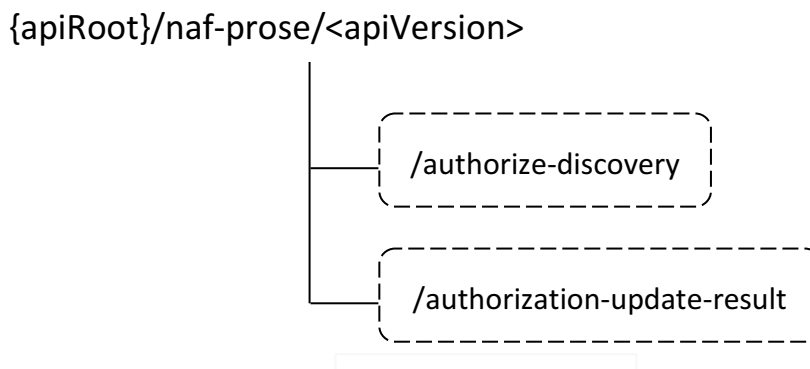 {apiRoot}/naf-prose/<apiVersion>
/authorize-discovery
/authorization-update-result